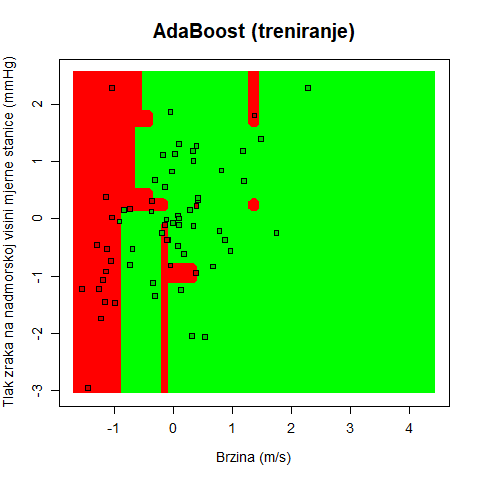 AdaBoost (treniranje)
Tlak zraka na nadmorskoj visini mjerne stanice (mmHg)
2
1
0
-1
-2
-3
-1 0 1 2 3 4
Brzina (m/s)